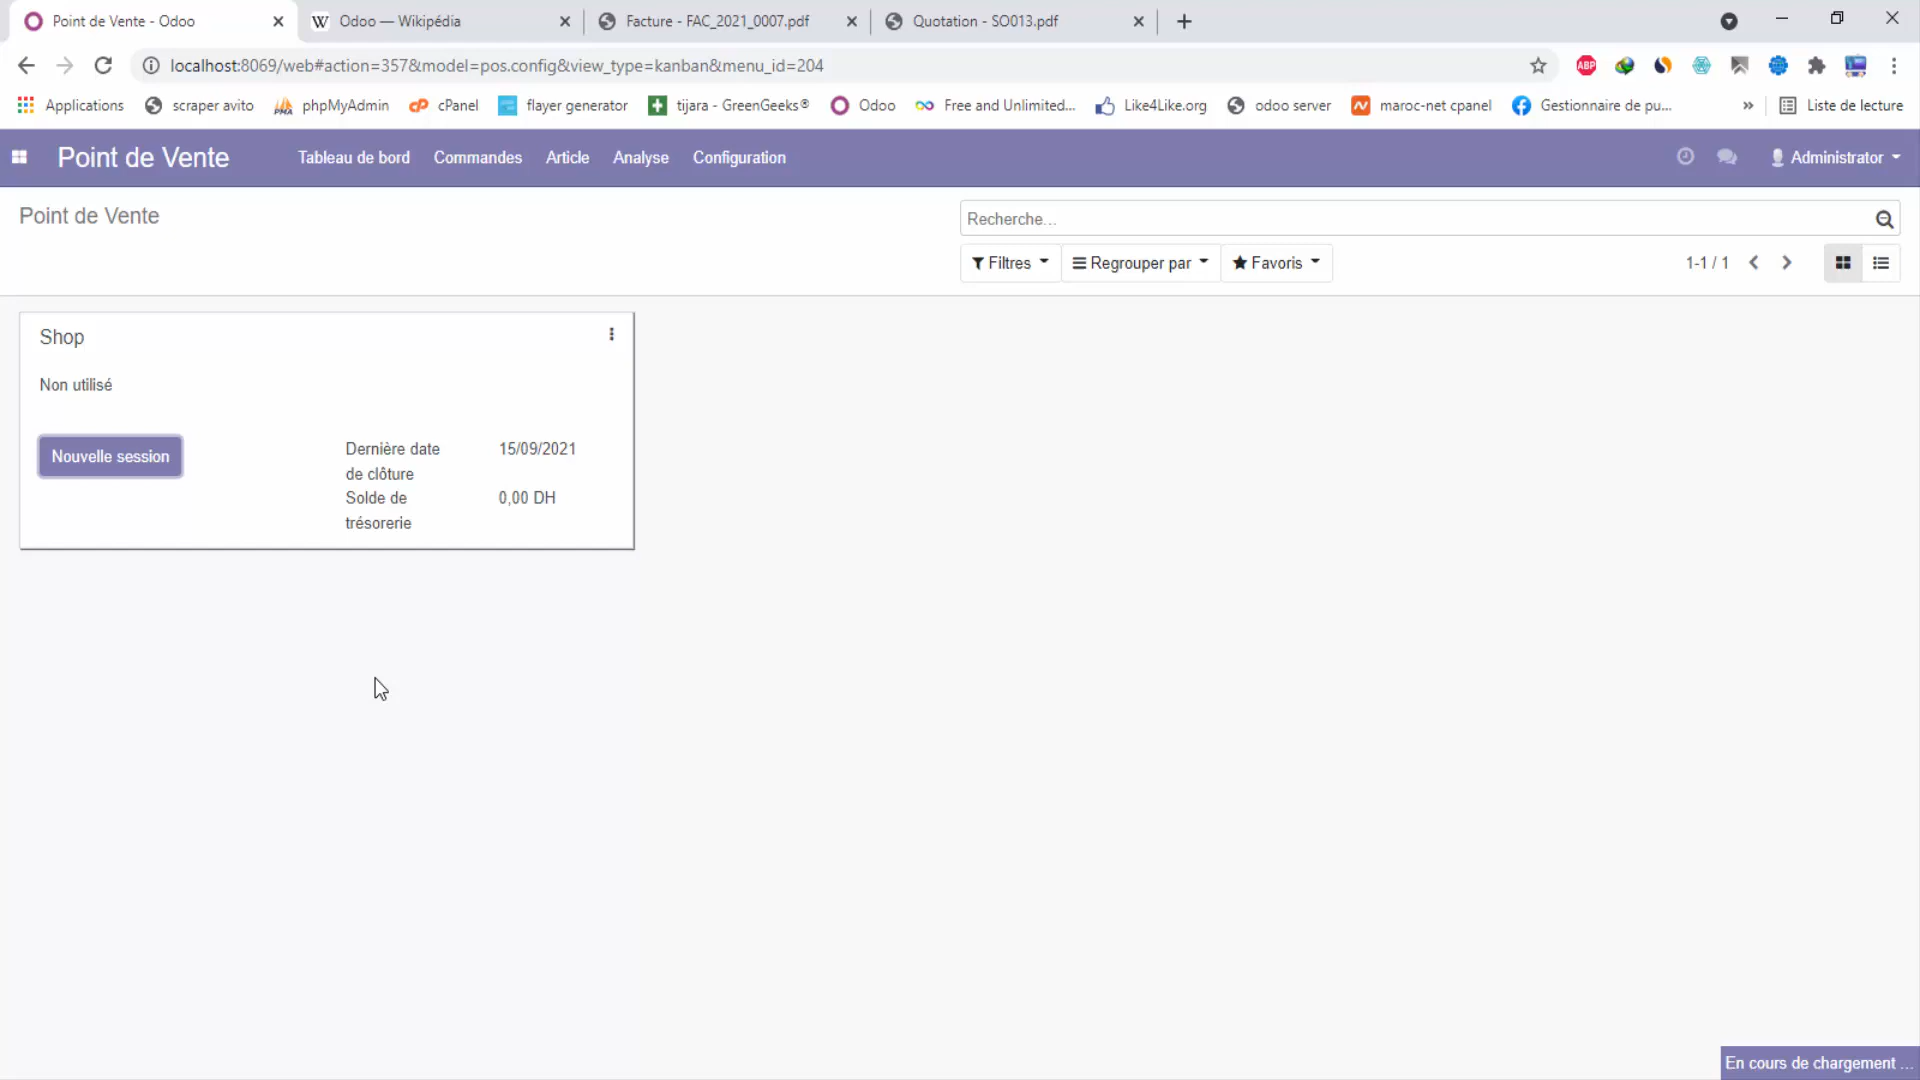 Point de Vente - Odoo
Odoo — Wikipédia
Facture - FAC_2021_0007.pdf
Quotation - SO013.pdf
localhost:8069/web#action=357&model=pos.config&view_type=kanban&menu_id=204
ABP
Applications
scraper avito
phpMyAdmin
cPanel
flayer generator
tijara - GreenGeeks®
Odoo
Free and Unlimited...
Like4Like.org
odoo server
maroc-net cpanel
Gestionnaire de pu...
»
Liste de lecture
Point de Vente
Tableau de bord
Commandes
Article
Analyse
Configuration
Administrator
Point de Vente
Recherche...
Filtres
Regrouper par
Favoris
1-1 / 1
Shop
Non utilisé
Nouvelle session
Dernière date
de clôture
15/09/2021
Solde de
trésorerie
0,00 DH
En cours de chargement ...